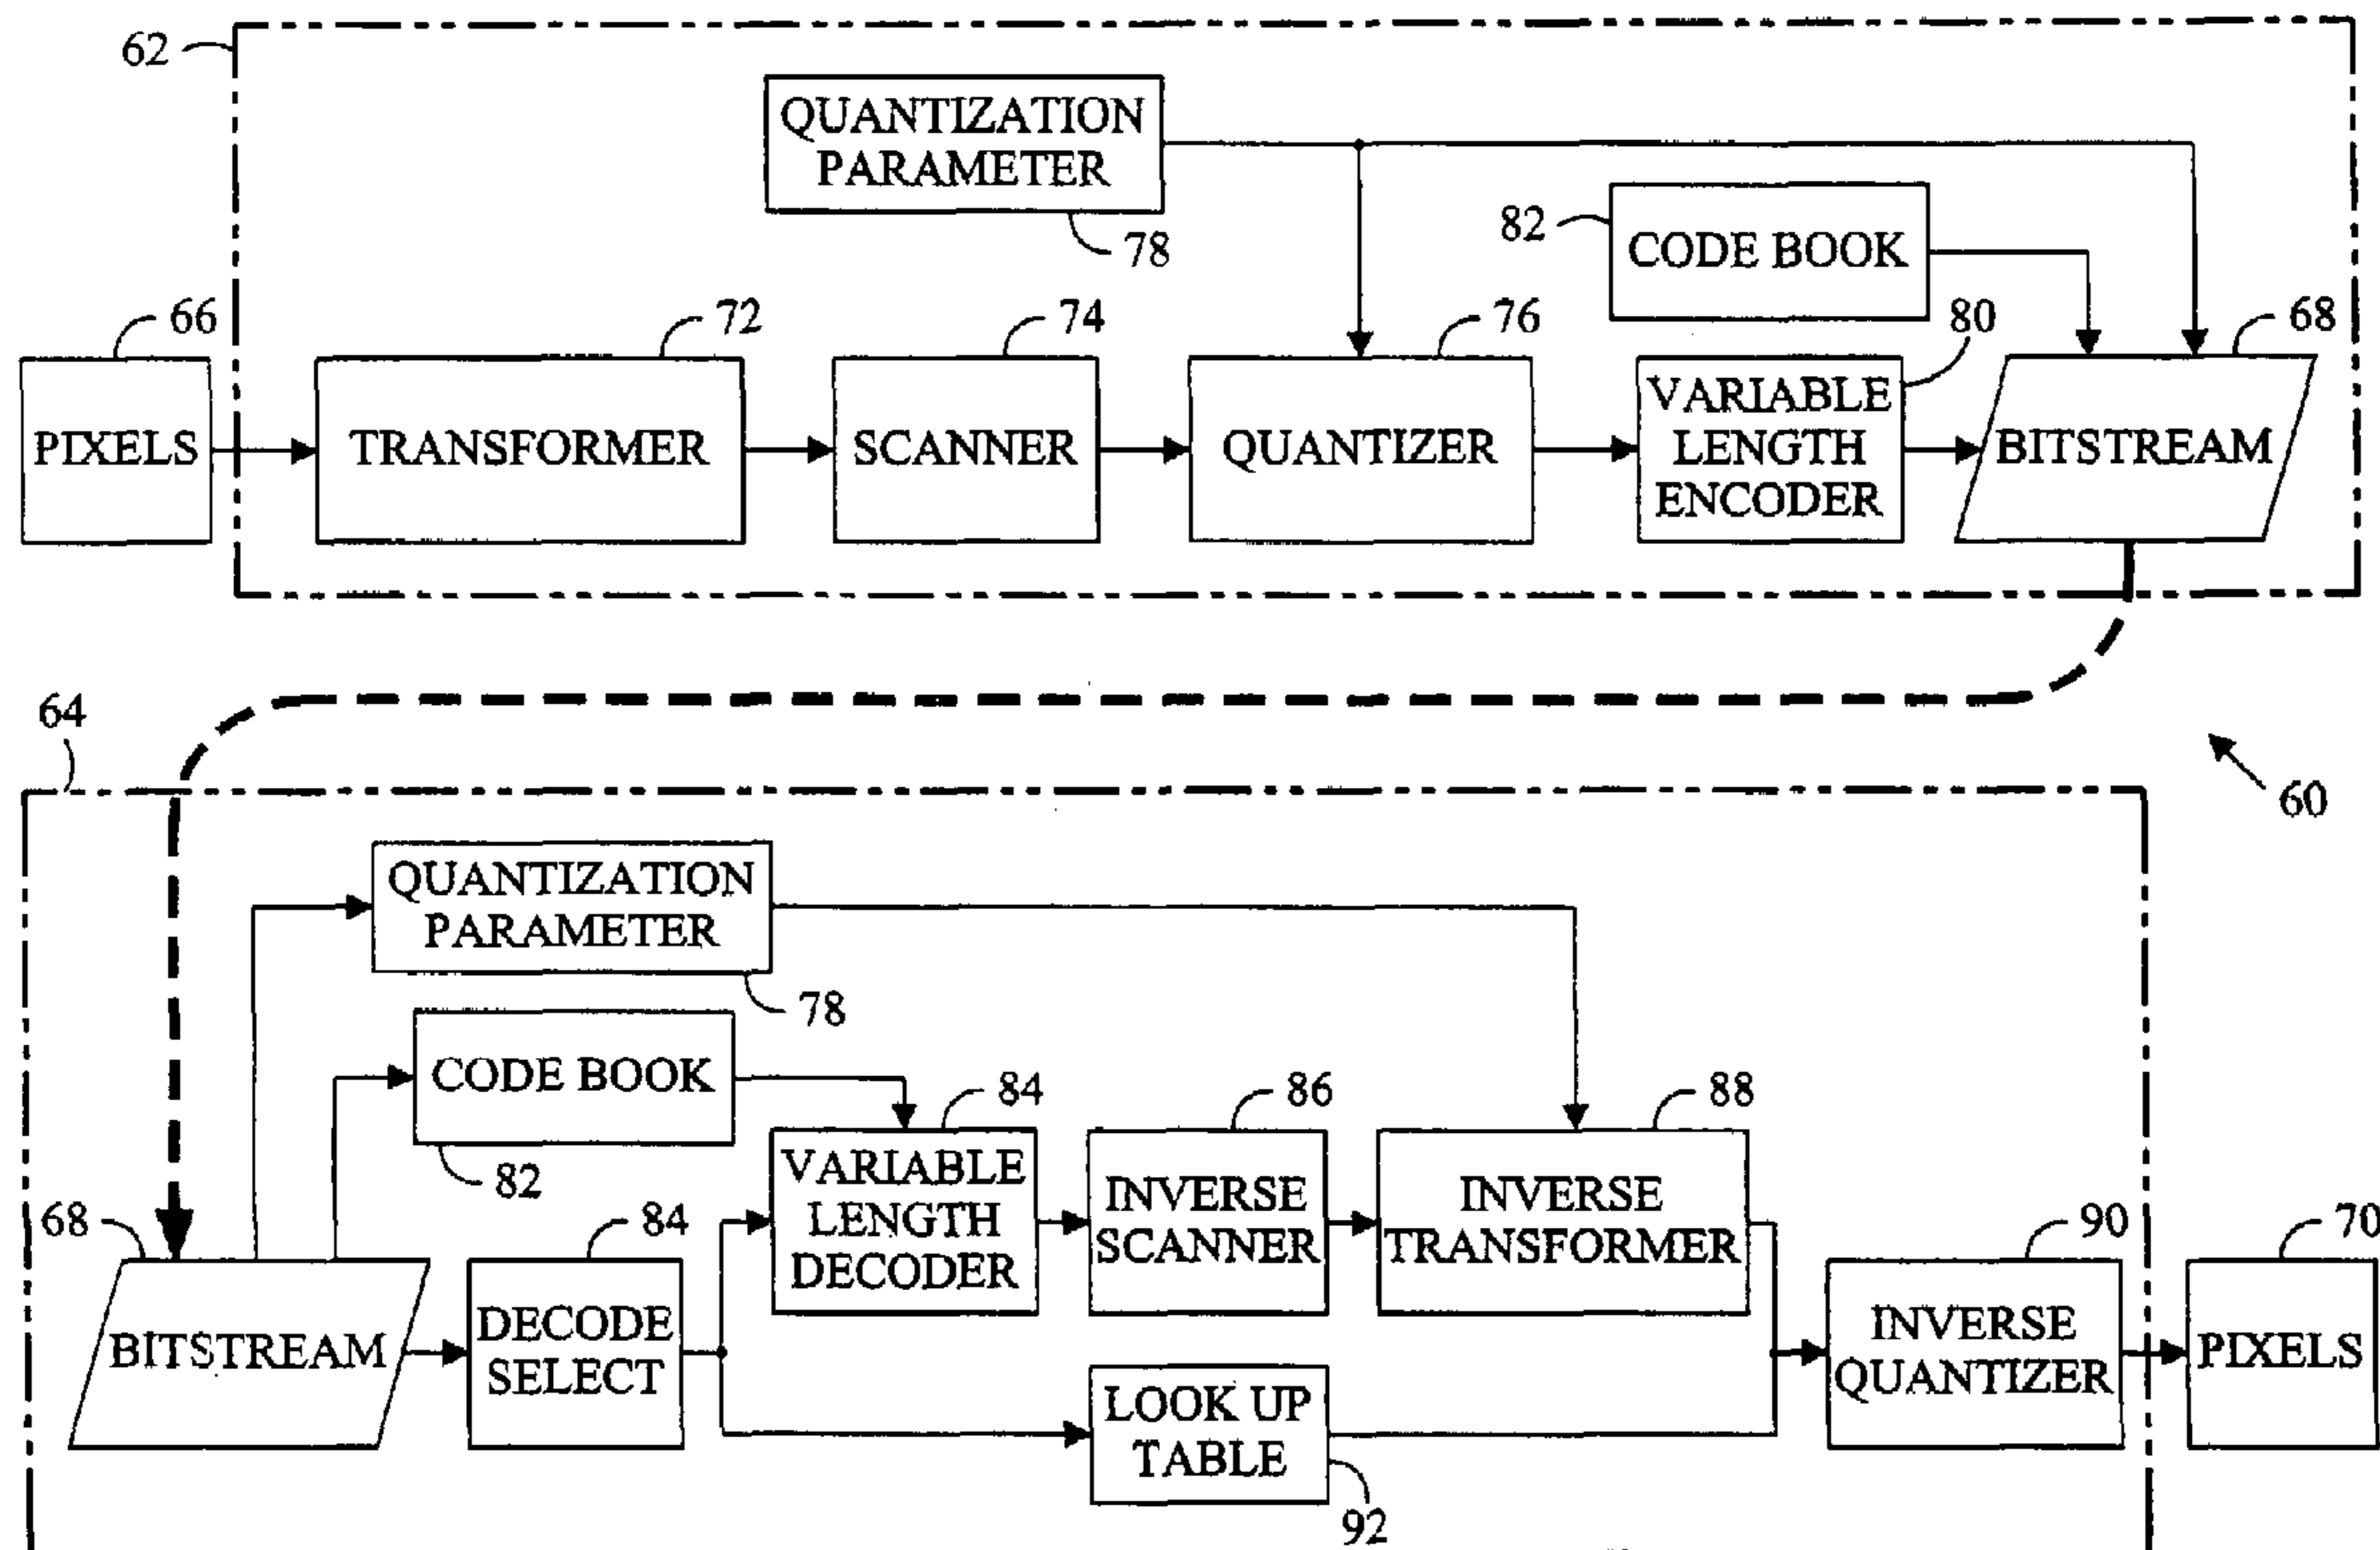 62
QUANTIZATION
PARAMETER
78
82
CODE BOOK
66
72
74
76
80
68
PIXELS
TRANSFORMER
SCANNER
QUANTIZER
VARIABLE
LENGTH
ENCODER
BITSTREAM
64
60
QUANTIZATION
PARAMETER
78
CODE BOOK
82
84
86
88
VARIABLE
LENGTH
DECODER
INVERSE
SCANNER
INVERSE
TRANSFORMER
68
84
90
70
BITSTREAM
DECODE
SELECT
INVERSE
QUANTIZER
PIXELS
LOOK UP
TABLE
92